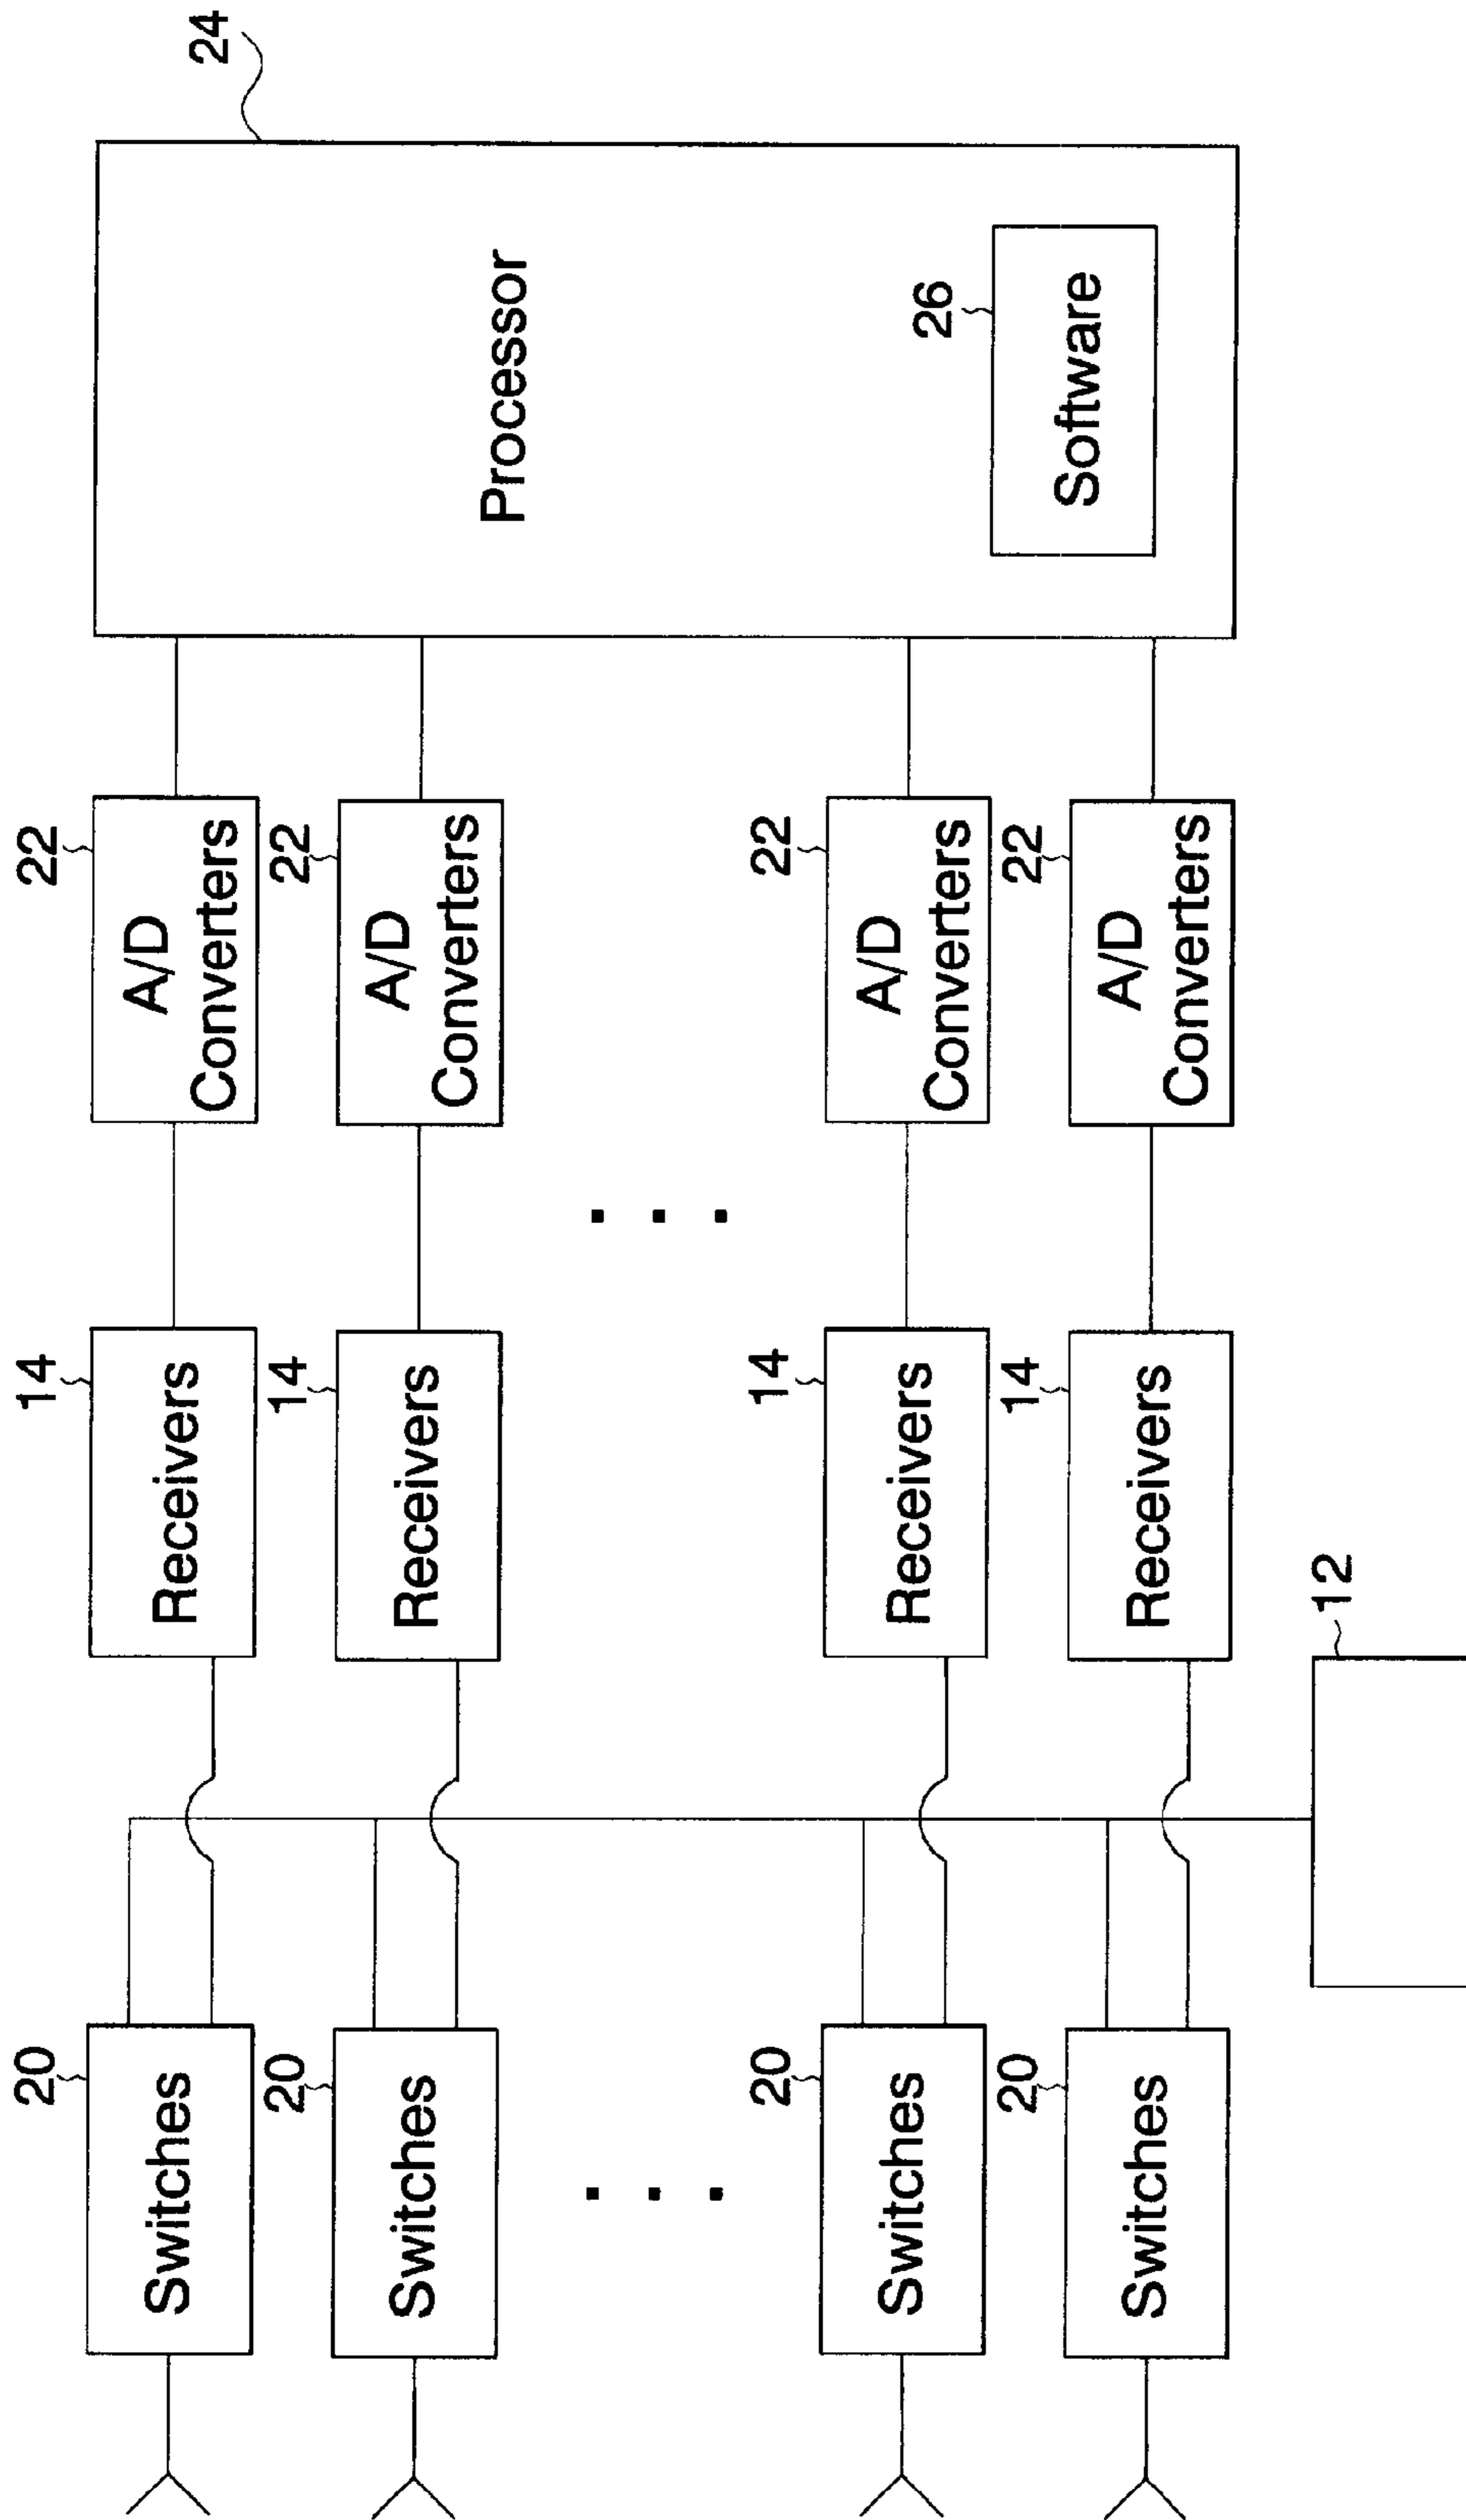 20
Switches
14
Receivers
22
A/D
Converters
24
20
Switches
14
Receivers
22
A/D
Converters
Processor
. . .
. . .
20
Switches
14
Receivers
22
A/D
Converters
26
Software
20
Switches
14
Receivers
22
A/D
Converters
12